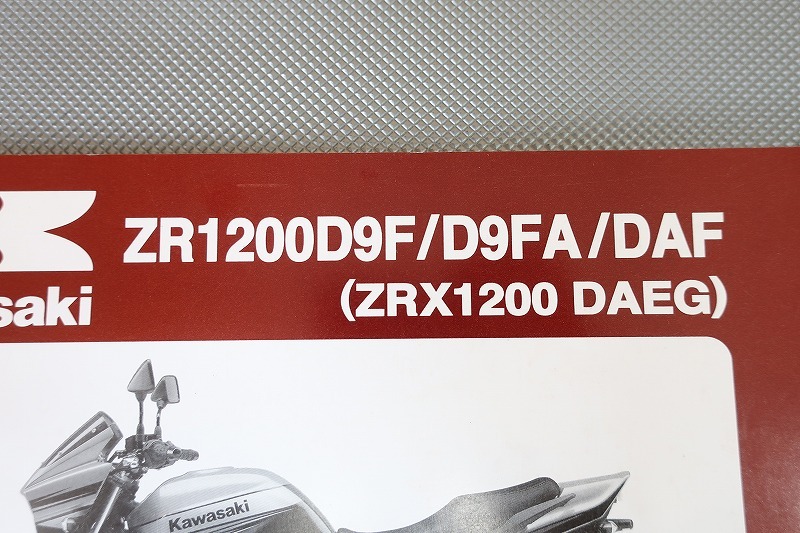 ZR1200D9F/D9FA/DAF
(ZRX1200 DAEG)
saki
Kawasaki